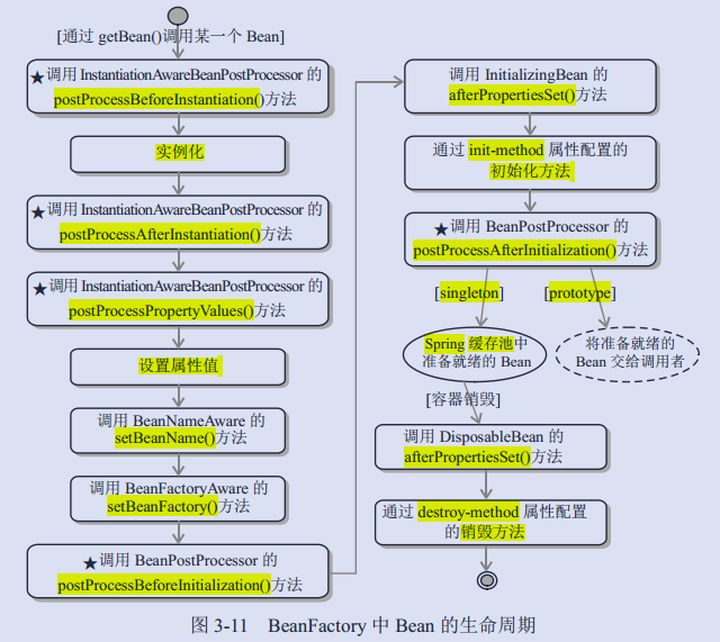 [通过 getBean()调用某一个 Bean]
★调用 InstantiationAwareBeanPostProcessor 的
postProcessBeforeInstantiation()方法
实例化
★调用 InstantiationAwareBeanPostProcessor 的
postProcessAfterInstantiation()方法
★调用 InstantiationAwareBeanPostProcessor 的
postProcessPropertyValues()方法
设置属性值
调用 BeanNameAware 的
setBeanName()方法
调用 BeanFactoryAware 的
setBeanFactory()方法
★调用 BeanPostProcessor 的
postProcessBeforeInitialization()方法
调用 InitializingBean 的
afterPropertiesSet()方法
通过 init-method 属性配置的
初始化方法
★调用 BeanPostProcessor 的
postProcessAfterInitialization()方法
[singleton]
[prototype]
Spring 缓存池中
准备就绪的 Bean
将准备就绪的
Bean 交给调用者
[容器销毁]
调用 DisposableBean 的
afterPropertiesSet()方法
通过 destroy-method 属性配置
的销毁方法
图 3-11 BeanFactory 中 Bean 的生命周期